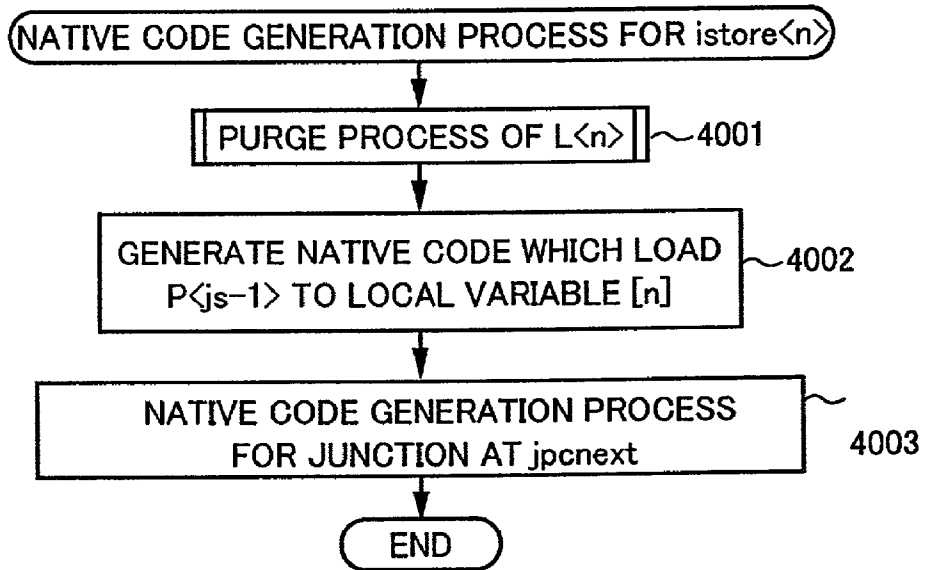 NATIVE CODE GENERATION PROCESS FOR istore<n>
PURGE PROCESS OF L<n>
4001
GENERATE NATIVE CODE WHICH LOAD
P<js-1> TO LOCAL VARIABLE [n]
4002
NATIVE CODE GENERATION PROCESS
FOR JUNCTION AT jpcnext
4003
END